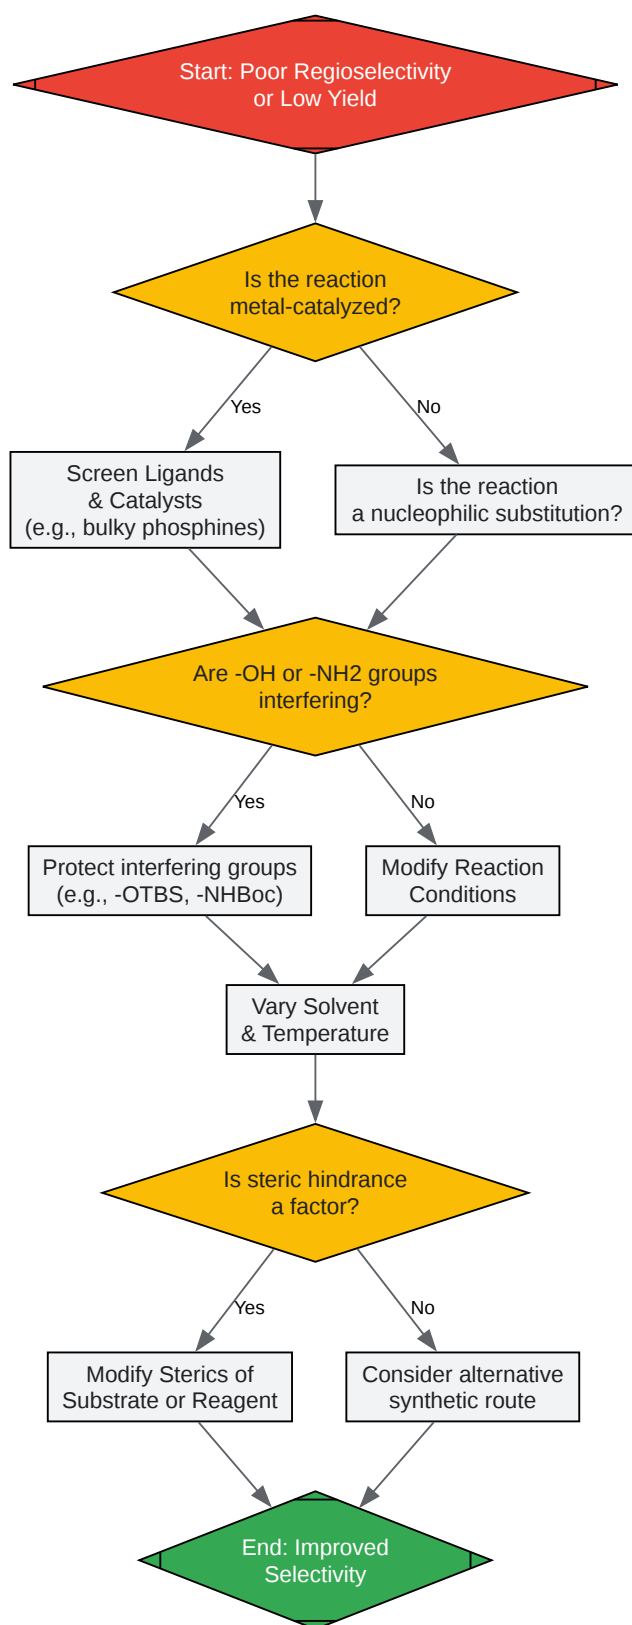 Start: Poor Regioselectivity
or Low Yield
Is the reaction
metal-catalyzed?
Yes
No
Screen Ligands
& Catalysts
(e.g., bulky phosphines)
Is the reaction
a nucleophilic substitution?
Are -OH or -NH2 groups
interfering?
Yes
No
Protect interfering groups
(e.g., -OTBS, -NHBoc)
Modify Reaction
Conditions
Vary Solvent
& Temperature
Is steric hindrance
a factor?
Yes
No
Modify Sterics of
Substrate or Reagent
Consider alternative
synthetic route
End: Improved
Selectivity